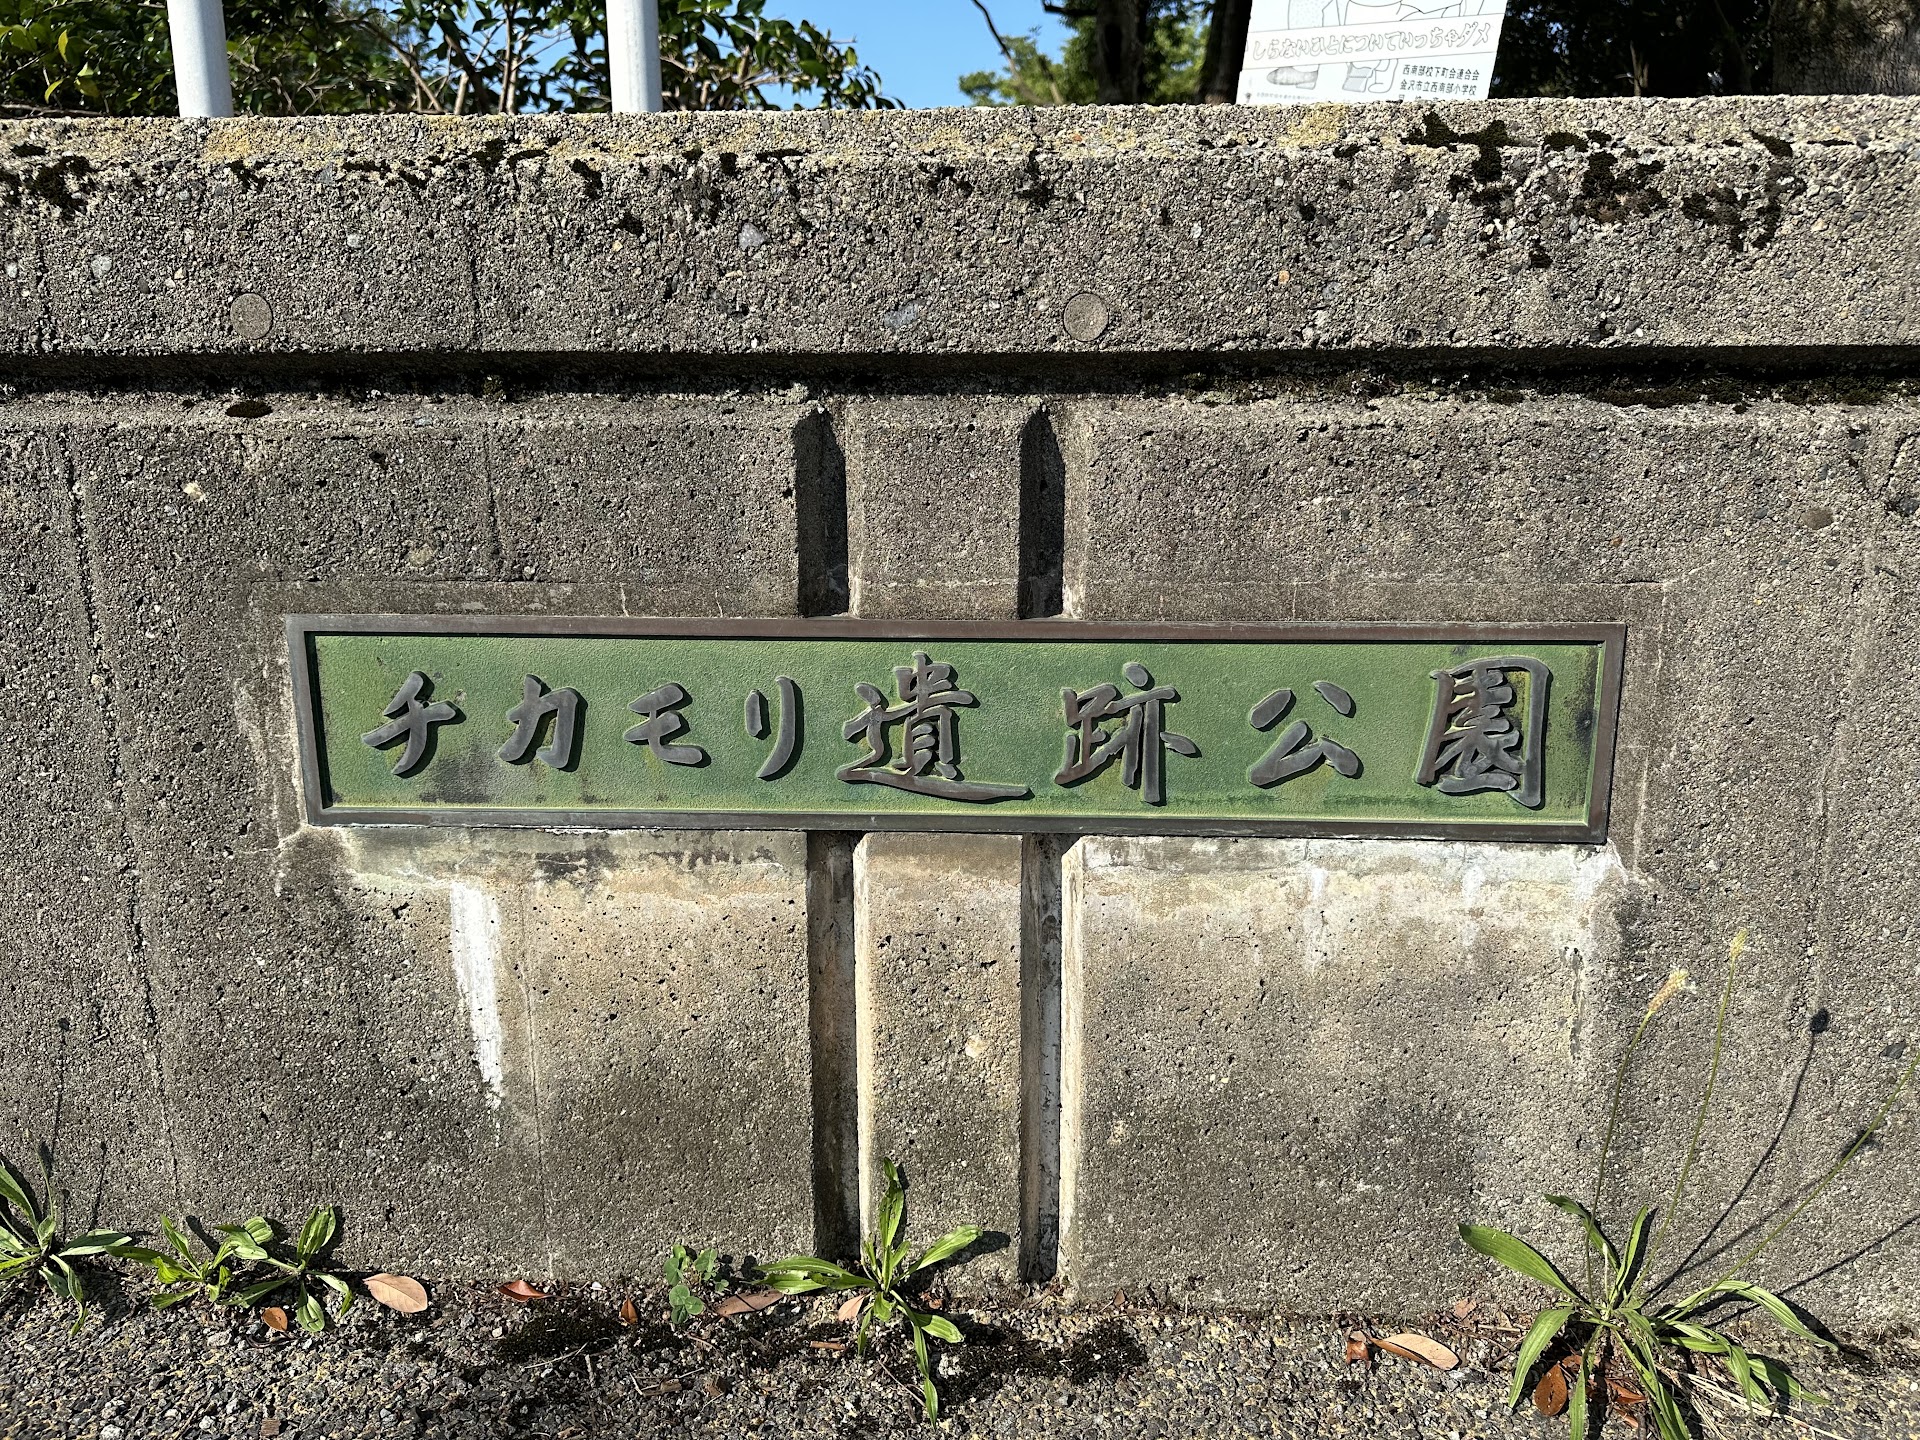 しらないひとについていっちゃダメ
西南部校下町会連合会
金沢市立西南部小学校
チカモリ遺跡公園